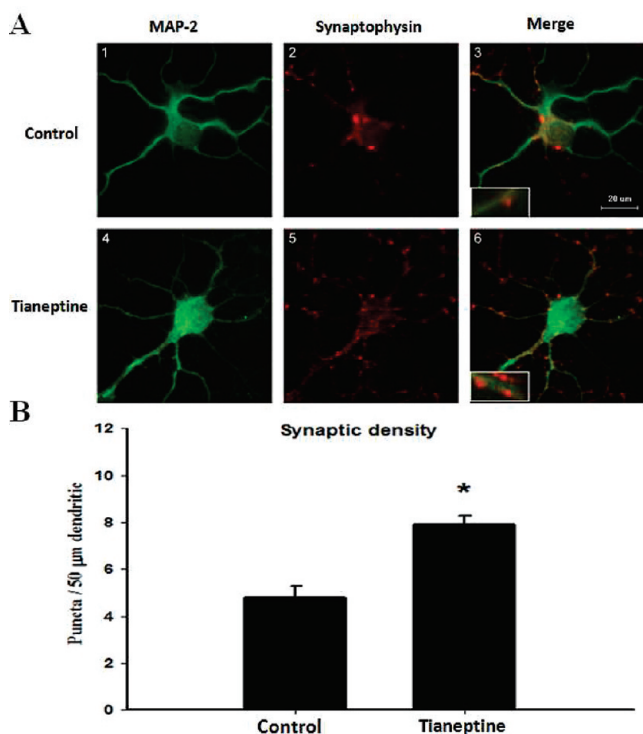 A
MAP-2 Synaptophysin Merge
1 2 3
Control
20 um
4 5 6
Tianeptine
B
Synaptic density
12
10
*
8
6
4
2
0
Puncta / 50 µm dendritic
Control Tianeptine